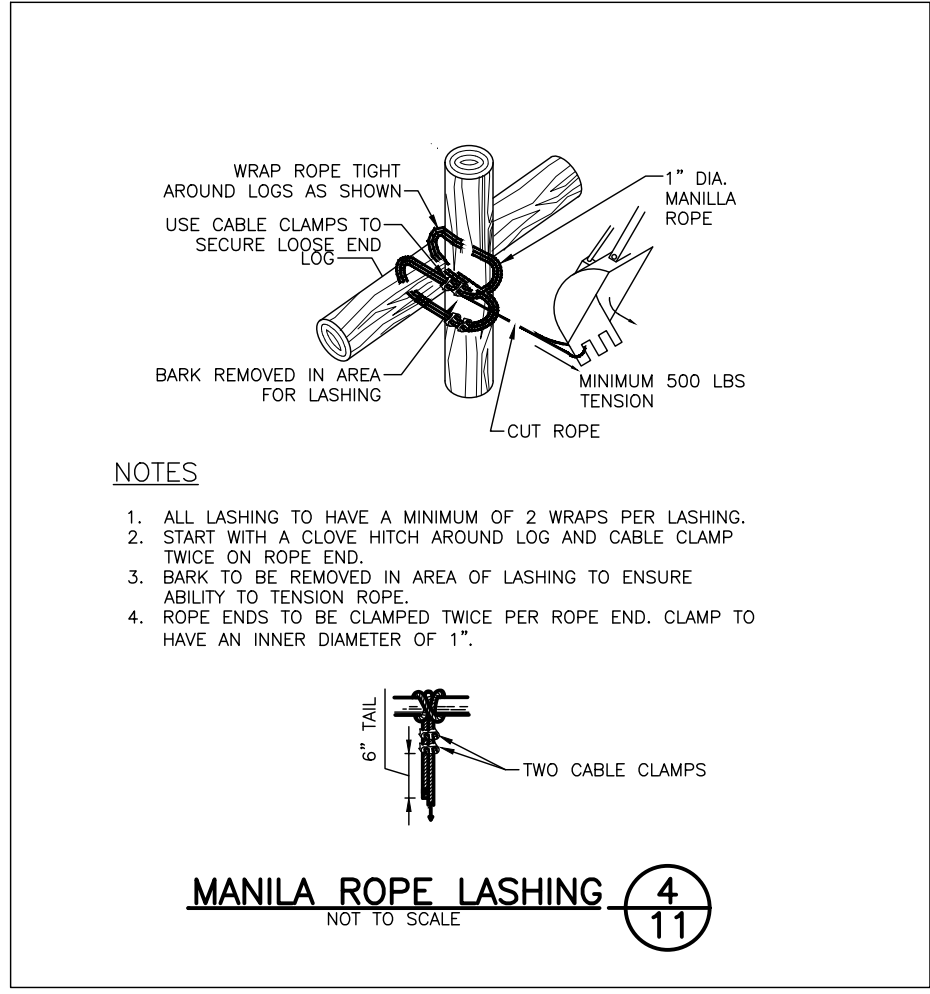 WRAP ROPE TIGHT
AROUND LOGS AS SHOWN
USE CABLE CLAMPS TO
SECURE LOOSE END
LOG
BARK REMOVED IN AREA
FOR LASHING
1" DIA.
MANILLA
ROPE
MINIMUM 500 LBS
TENSION
CUT ROPE
NOTES
1. ALL LASHING TO HAVE A MINIMUM OF 2 WRAPS PER LASHING.
2. START WITH A CLOVE HITCH AROUND LOG AND CABLE CLAMP
TWICE ON ROPE END.
3. BARK TO BE REMOVED IN AREA OF LASHING TO ENSURE
ABILITY TO TENSION ROPE.
4. ROPE ENDS TO BE CLAMPED TWICE PER ROPE END. CLAMP TO
HAVE AN INNER DIAMETER OF 1".
6" TAIL
TWO CABLE CLAMPS
MANILA ROPE LASHING
NOT TO SCALE
4
11